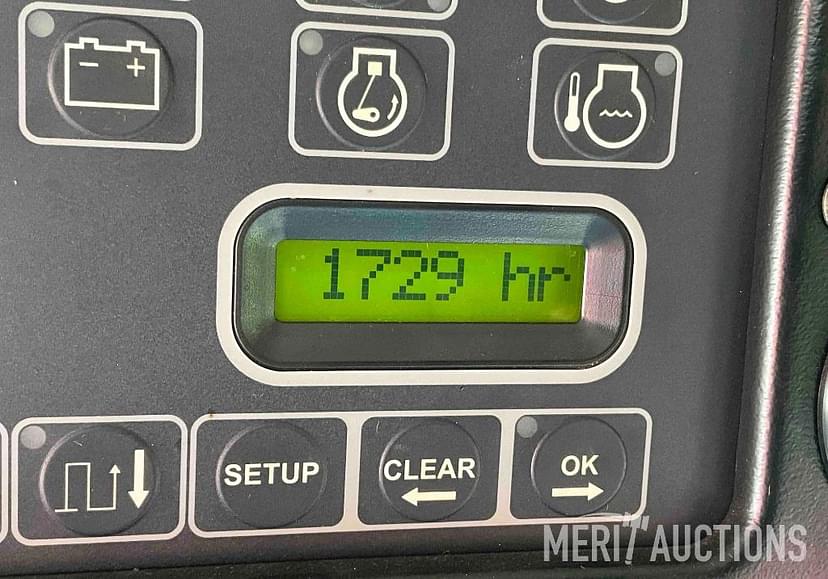 1729 hr
SETUP
CLEAR
OK
MERIT AUCTIONS